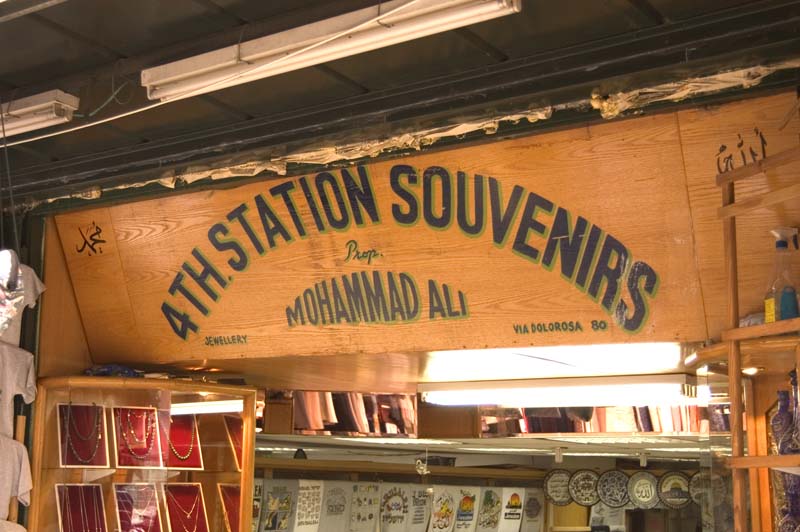 4TH. STATION SOUVENIRS
Prop.
MOHAMMAD ALI
JEWELLERY
VIA DOLOROSA 80
محمد